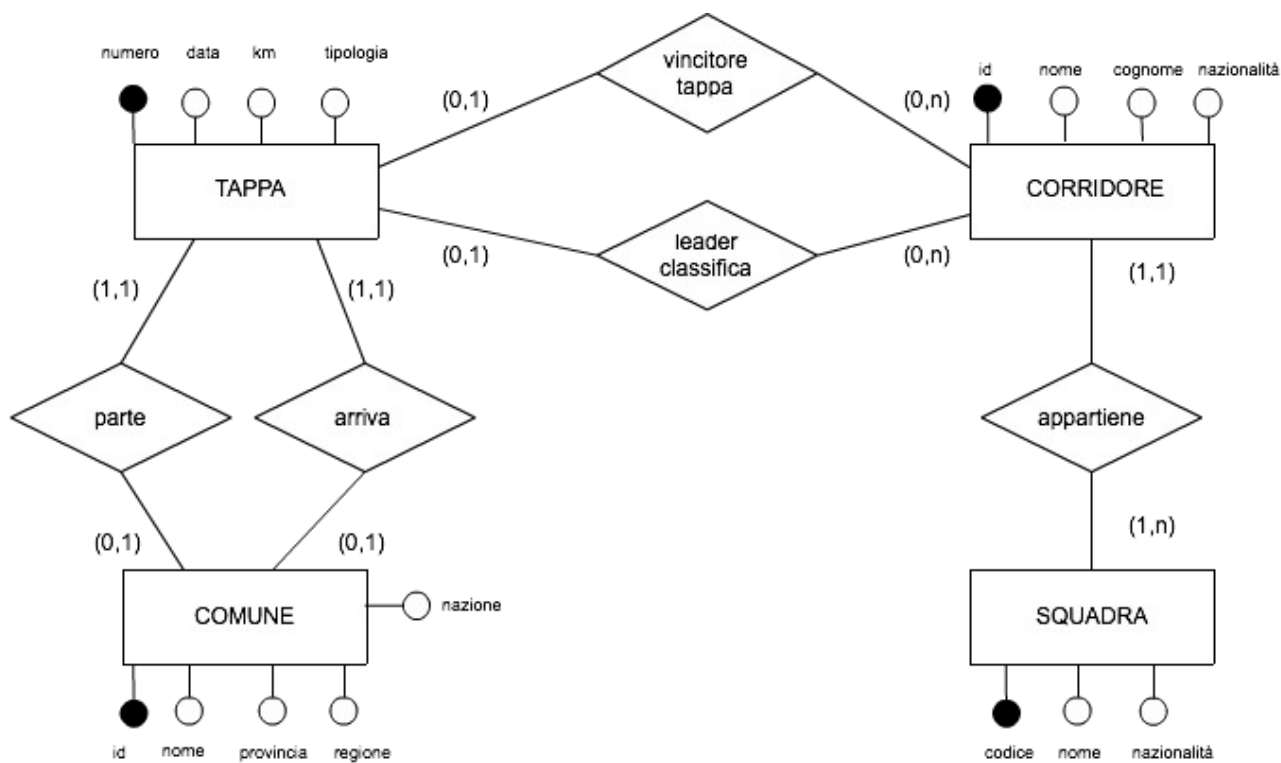 numero data km tipologia
vincitore
tappa
id nome cognome nazionalità
(0,1) (0,n)
TAPPA CORRIDORE
(0,1) (0,n)
leader
classifica
(1,1) (1,1) (1,1)
parte arriva appartiene
(0,1) (0,1) (1,n)
COMUNE nazione SQUADRA
id nome provincia regione codice nome nazionalità